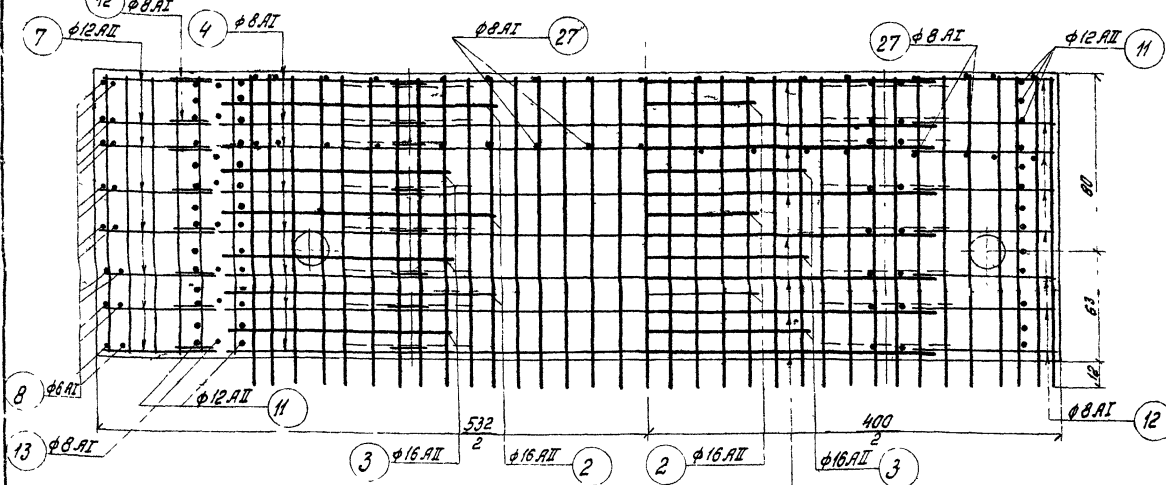 12 ф8АI
7 ф12АII
4 ф8АI
ф8АI 27
27 ф8АI
ф12АII 11
80
63
12
8 ф6АI
ф12АII 11
13 ф8АI
532
2
400
2
ф8АI 12
3 ф16АII
ф16АII 2
2 ф16АII
ф16АII 3